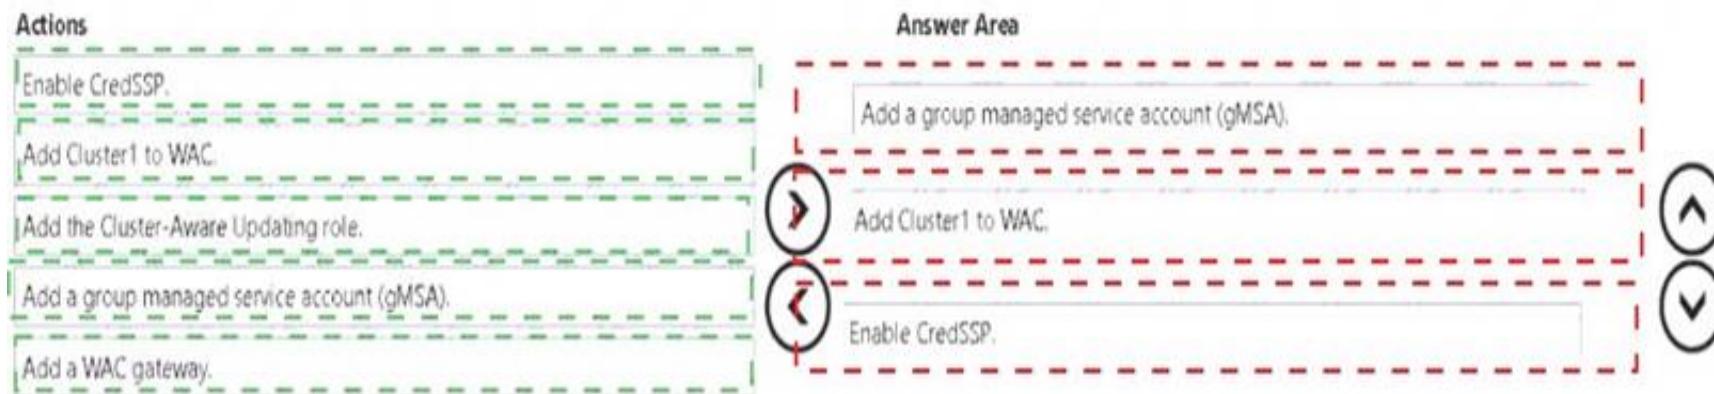 Actions
Enable CredSSP.
Add Cluster1 to WAC.
Add the Cluster-Aware Updating role.
Add a group managed service account (gMSA).
Add a WAC gateway.
Answer Area
Add a group managed service account (gMSA).
Add Cluster1 to WAC.
Enable CredSSP.